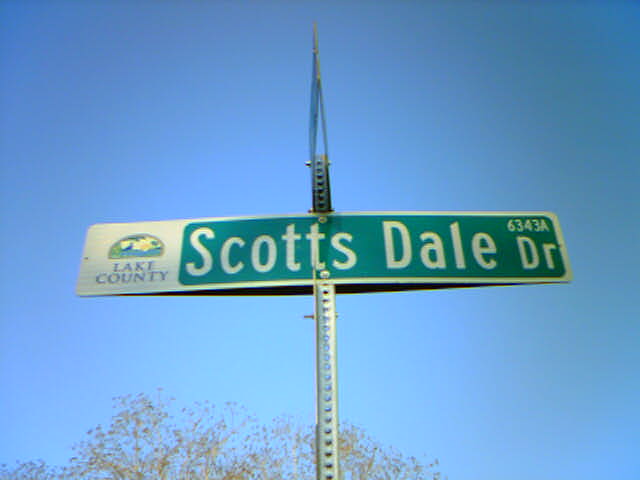 LAKE
COUNTY
Scotts Dale Dr
6343A